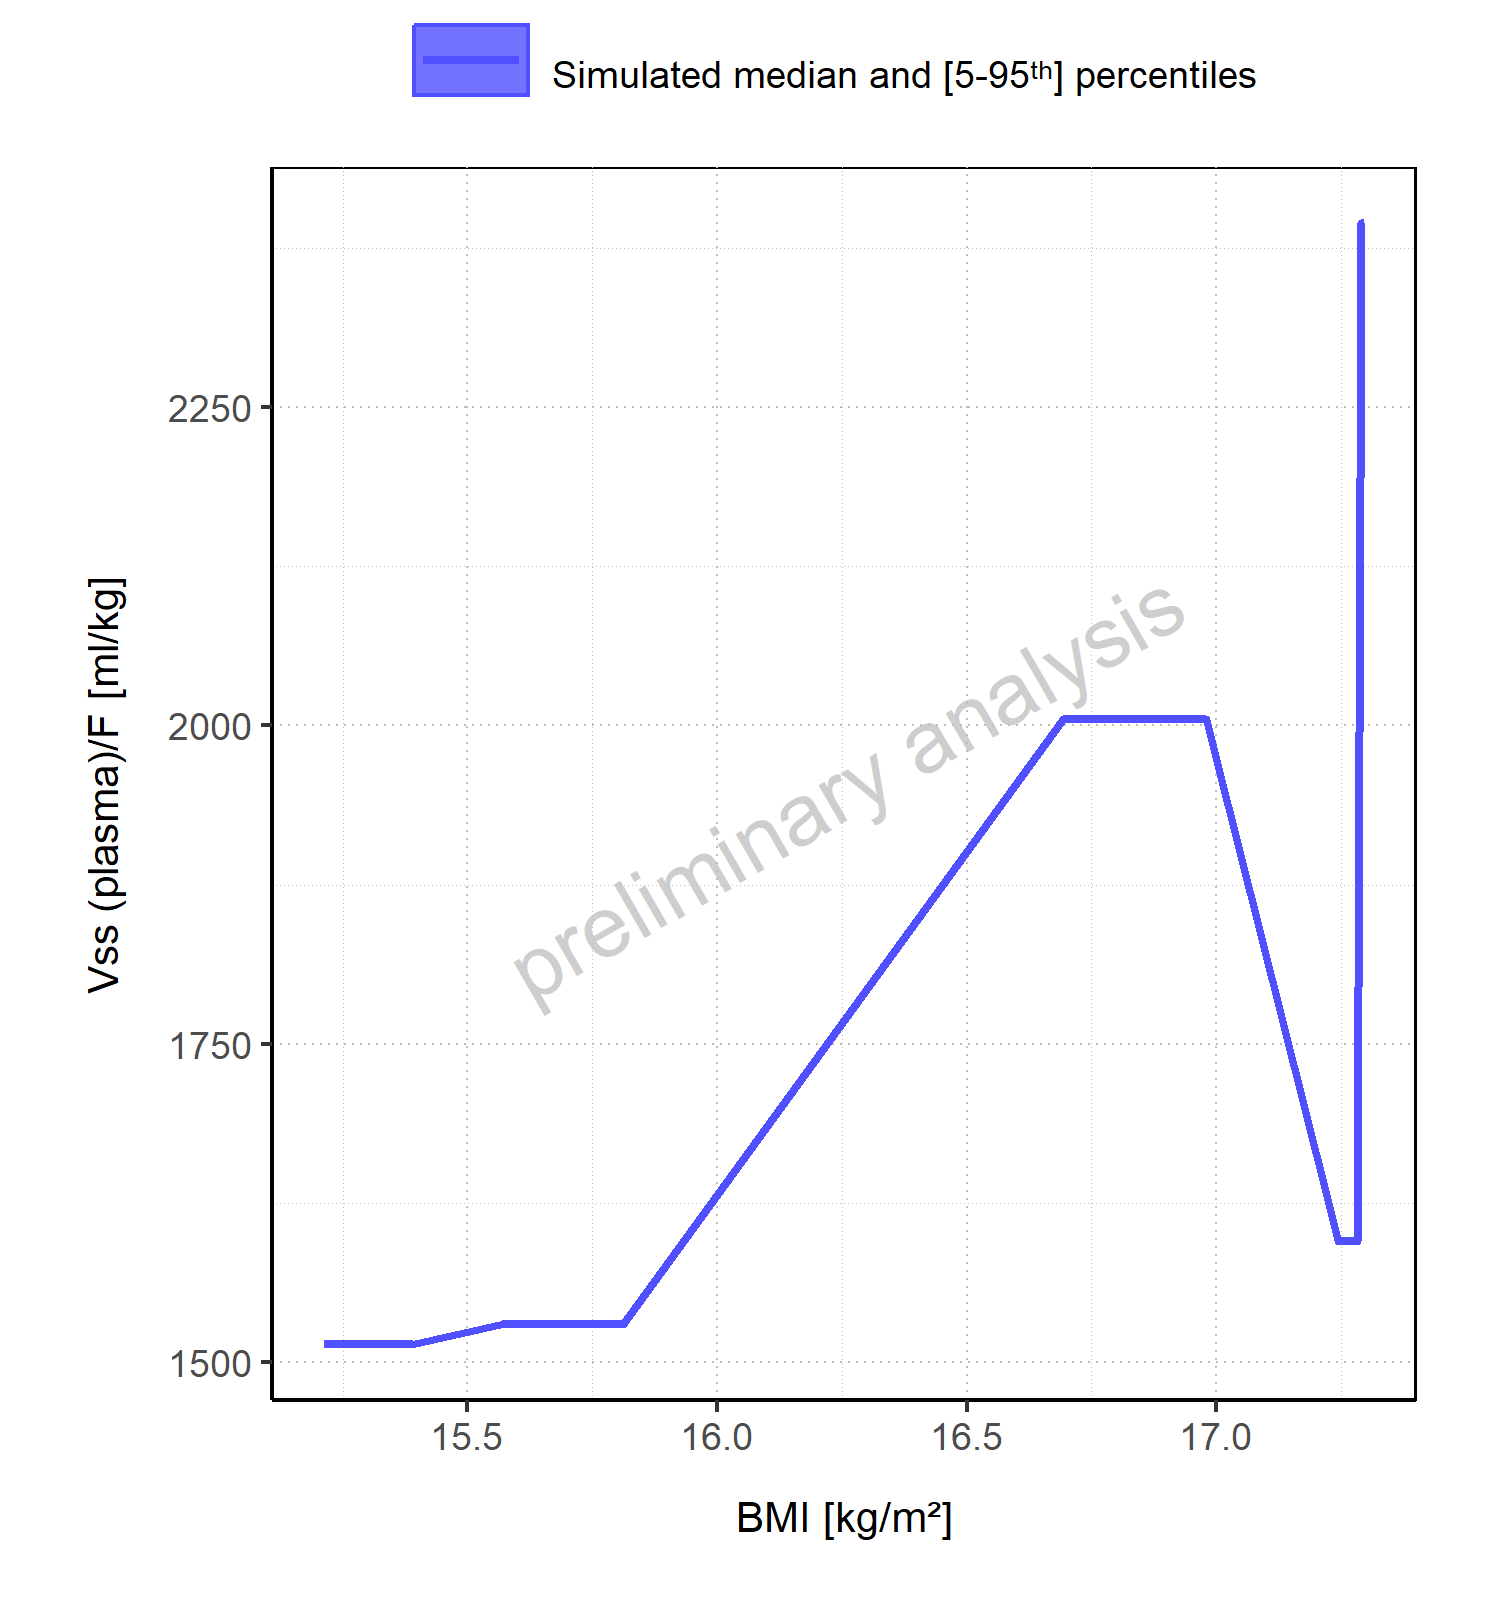 Simulated median and [5-95ᵗʰ] percentiles
Vss (plasma)/F [ml/kg]
2250
2000
1750
1500
preliminary analysis
15.5 16.0 16.5 17.0
BMI [kg/m²]